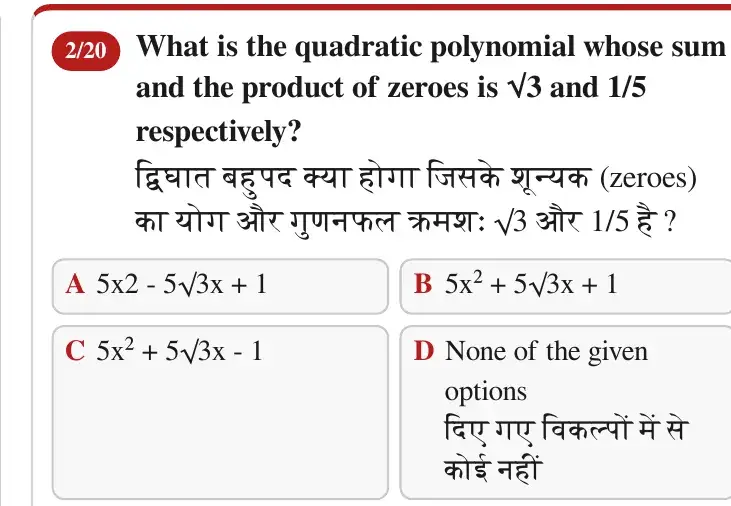 2/20 What is the quadratic polynomial whose sum
and the product of zeroes is √3 and 1/5
respectively?
द्विघात बहुपद क्या होगा जिसके शून्यक (zeroes)
का योग और गुणनफल क्रमशः √3 और 1/5 है ?
A 5x2 - 5√3x + 1
B 5x² + 5√3x + 1
C 5x² + 5√3x - 1
D None of the given
options
दिए गए विकल्पों में से
कोई नहीं